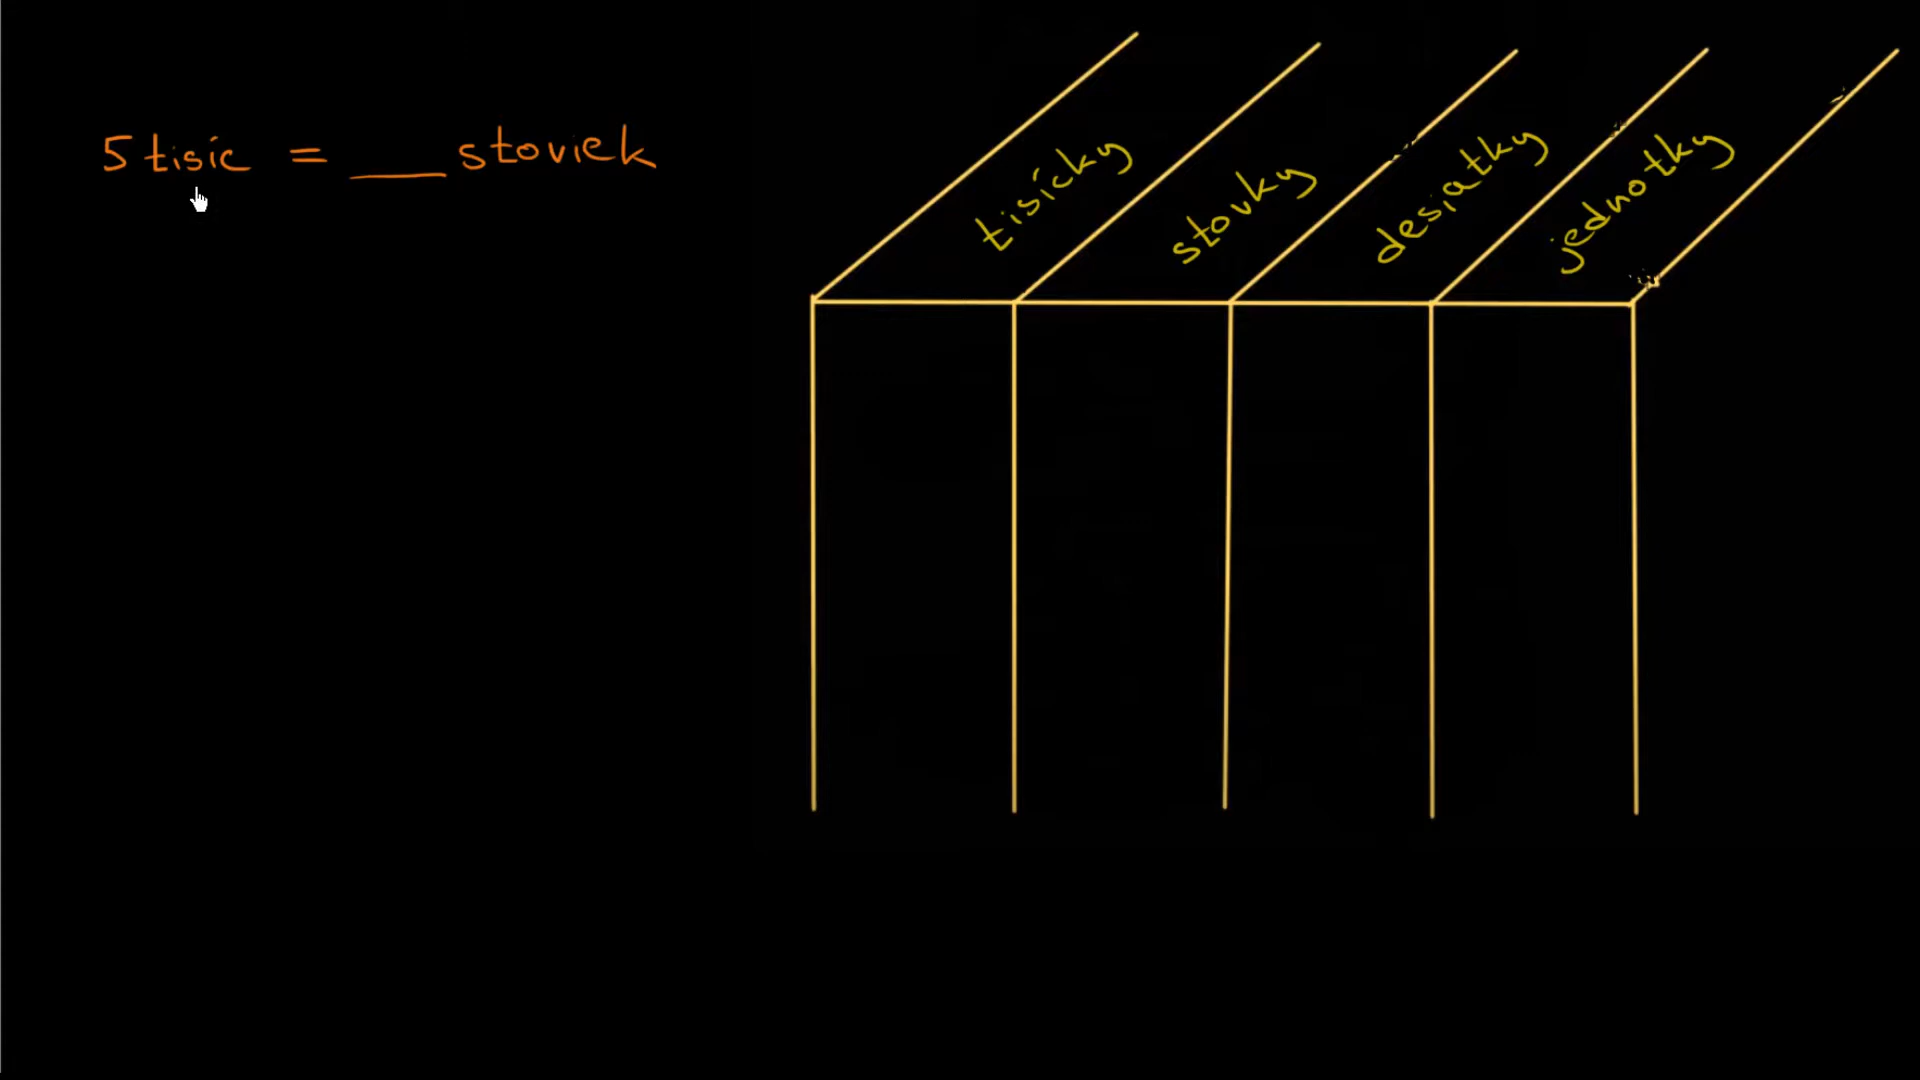 5 tisíc = ___ stoviek
tisícky
stovky
desiatky
jednotky